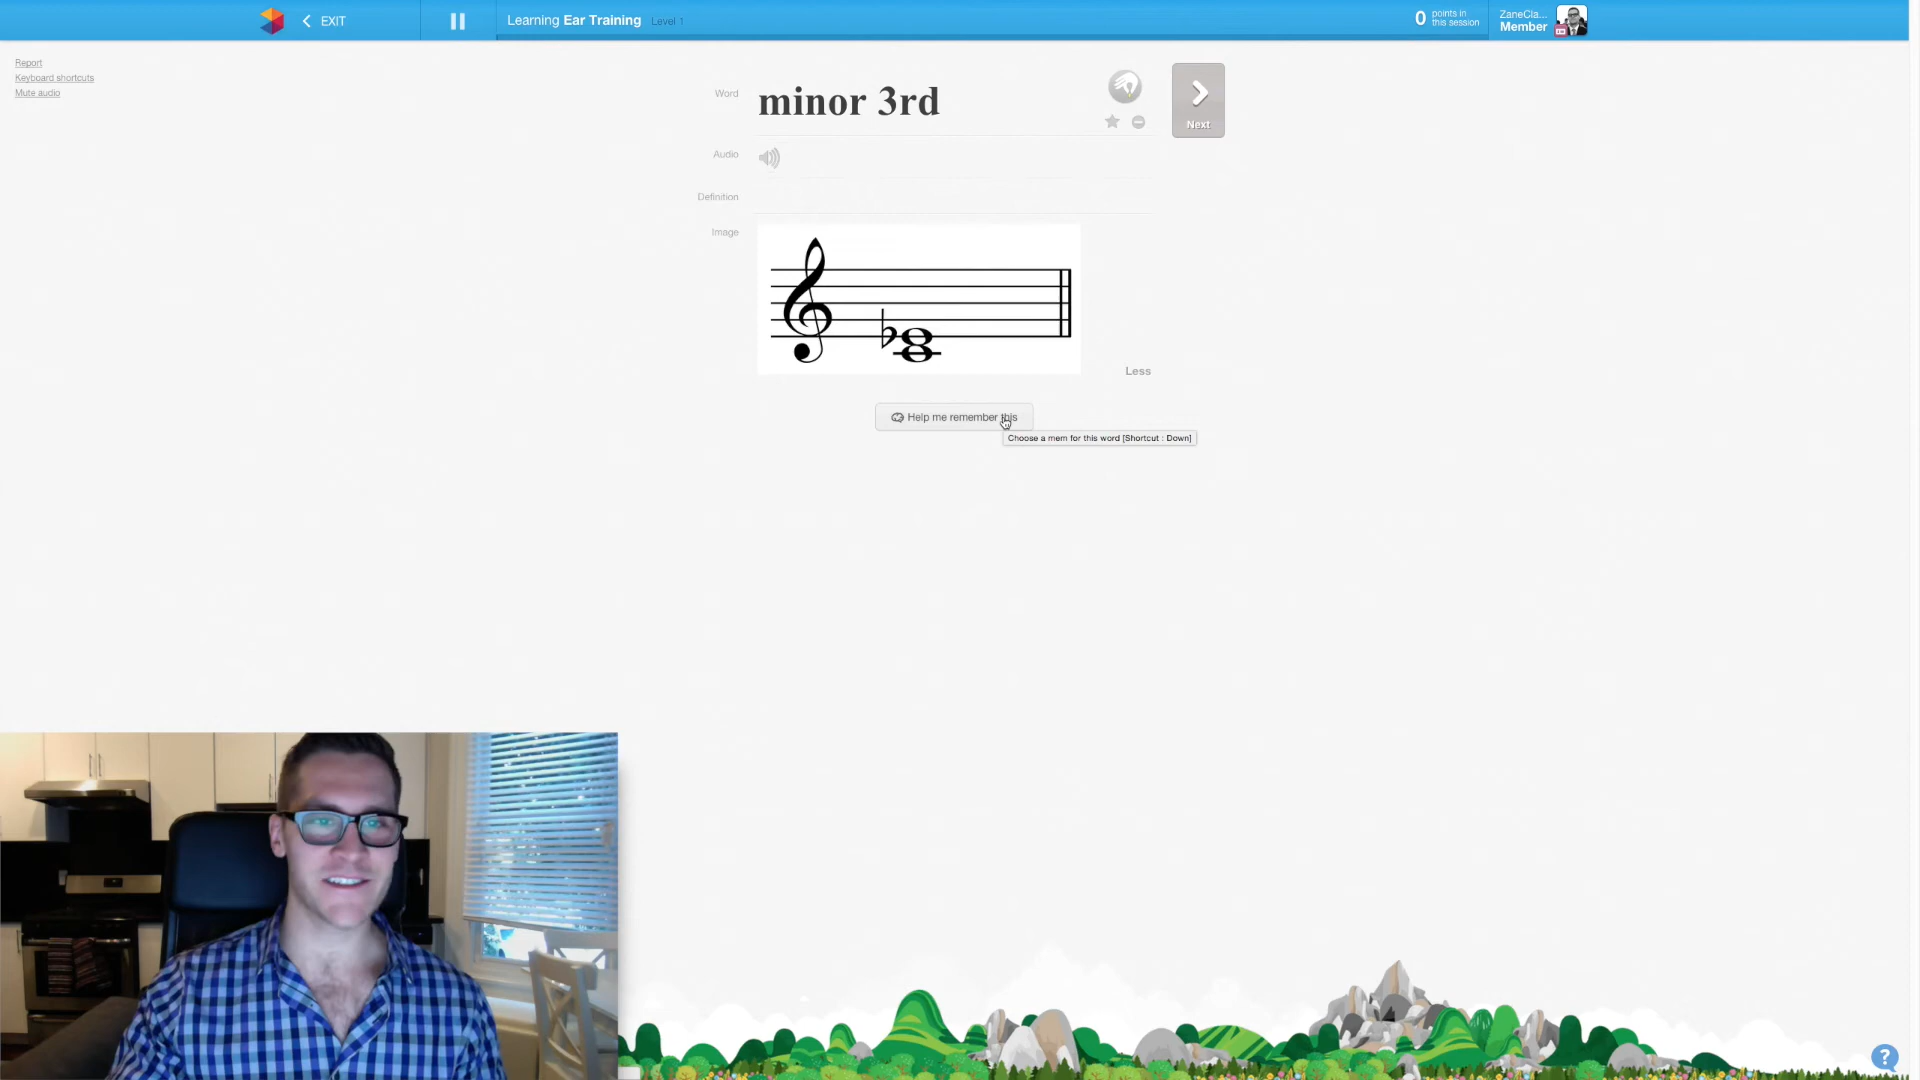 EXIT
Learning Ear Training Level 1
0 points in this session
ZaneCla...
Member
Report
Keyboard shortcuts
Mute audio
Word
minor 3rd
Next
Audio
Definition
Image
Less
Help me remember this
Choose a mem for this word [Shortcut : Down]
?